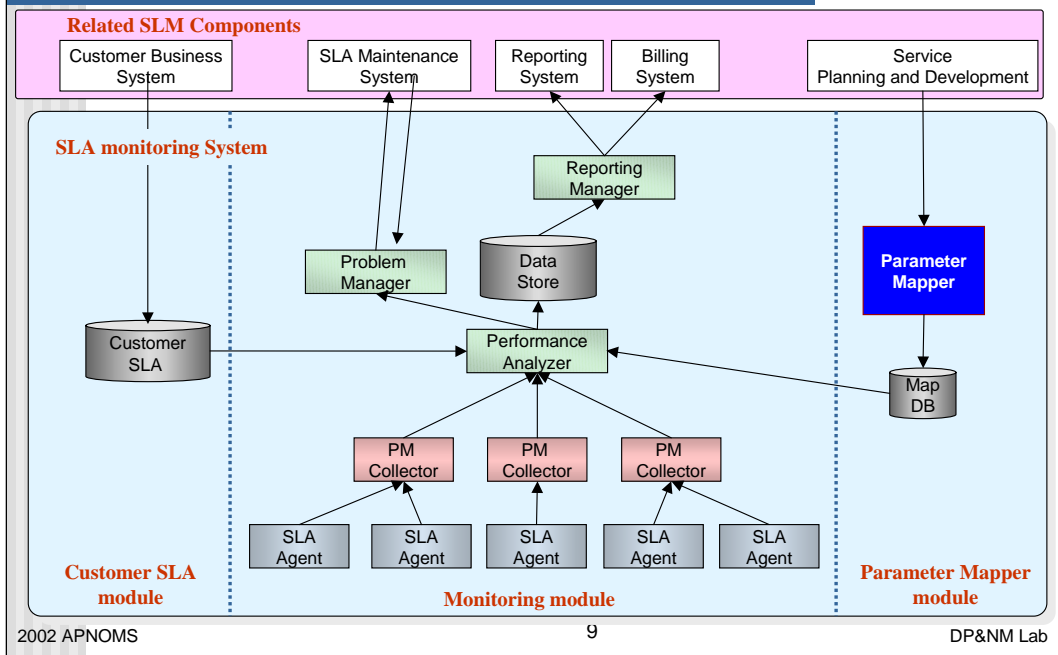 Related SLM Components
Customer Business
System
SLA Maintenance
System
Reporting
System
Billing
System
Service
Planning and Development
SLA monitoring System
Reporting
Manager
Problem
Manager
Data
Store
Parameter
Mapper
Customer
SLA
Performance
Analyzer
Map
DB
PM
Collector
PM
Collector
PM
Collector
SLA
Agent
SLA
Agent
SLA
Agent
SLA
Agent
SLA
Agent
Customer SLA
module
Monitoring module
Parameter Mapper
module
2002 APNOMS
9
DP&NM Lab